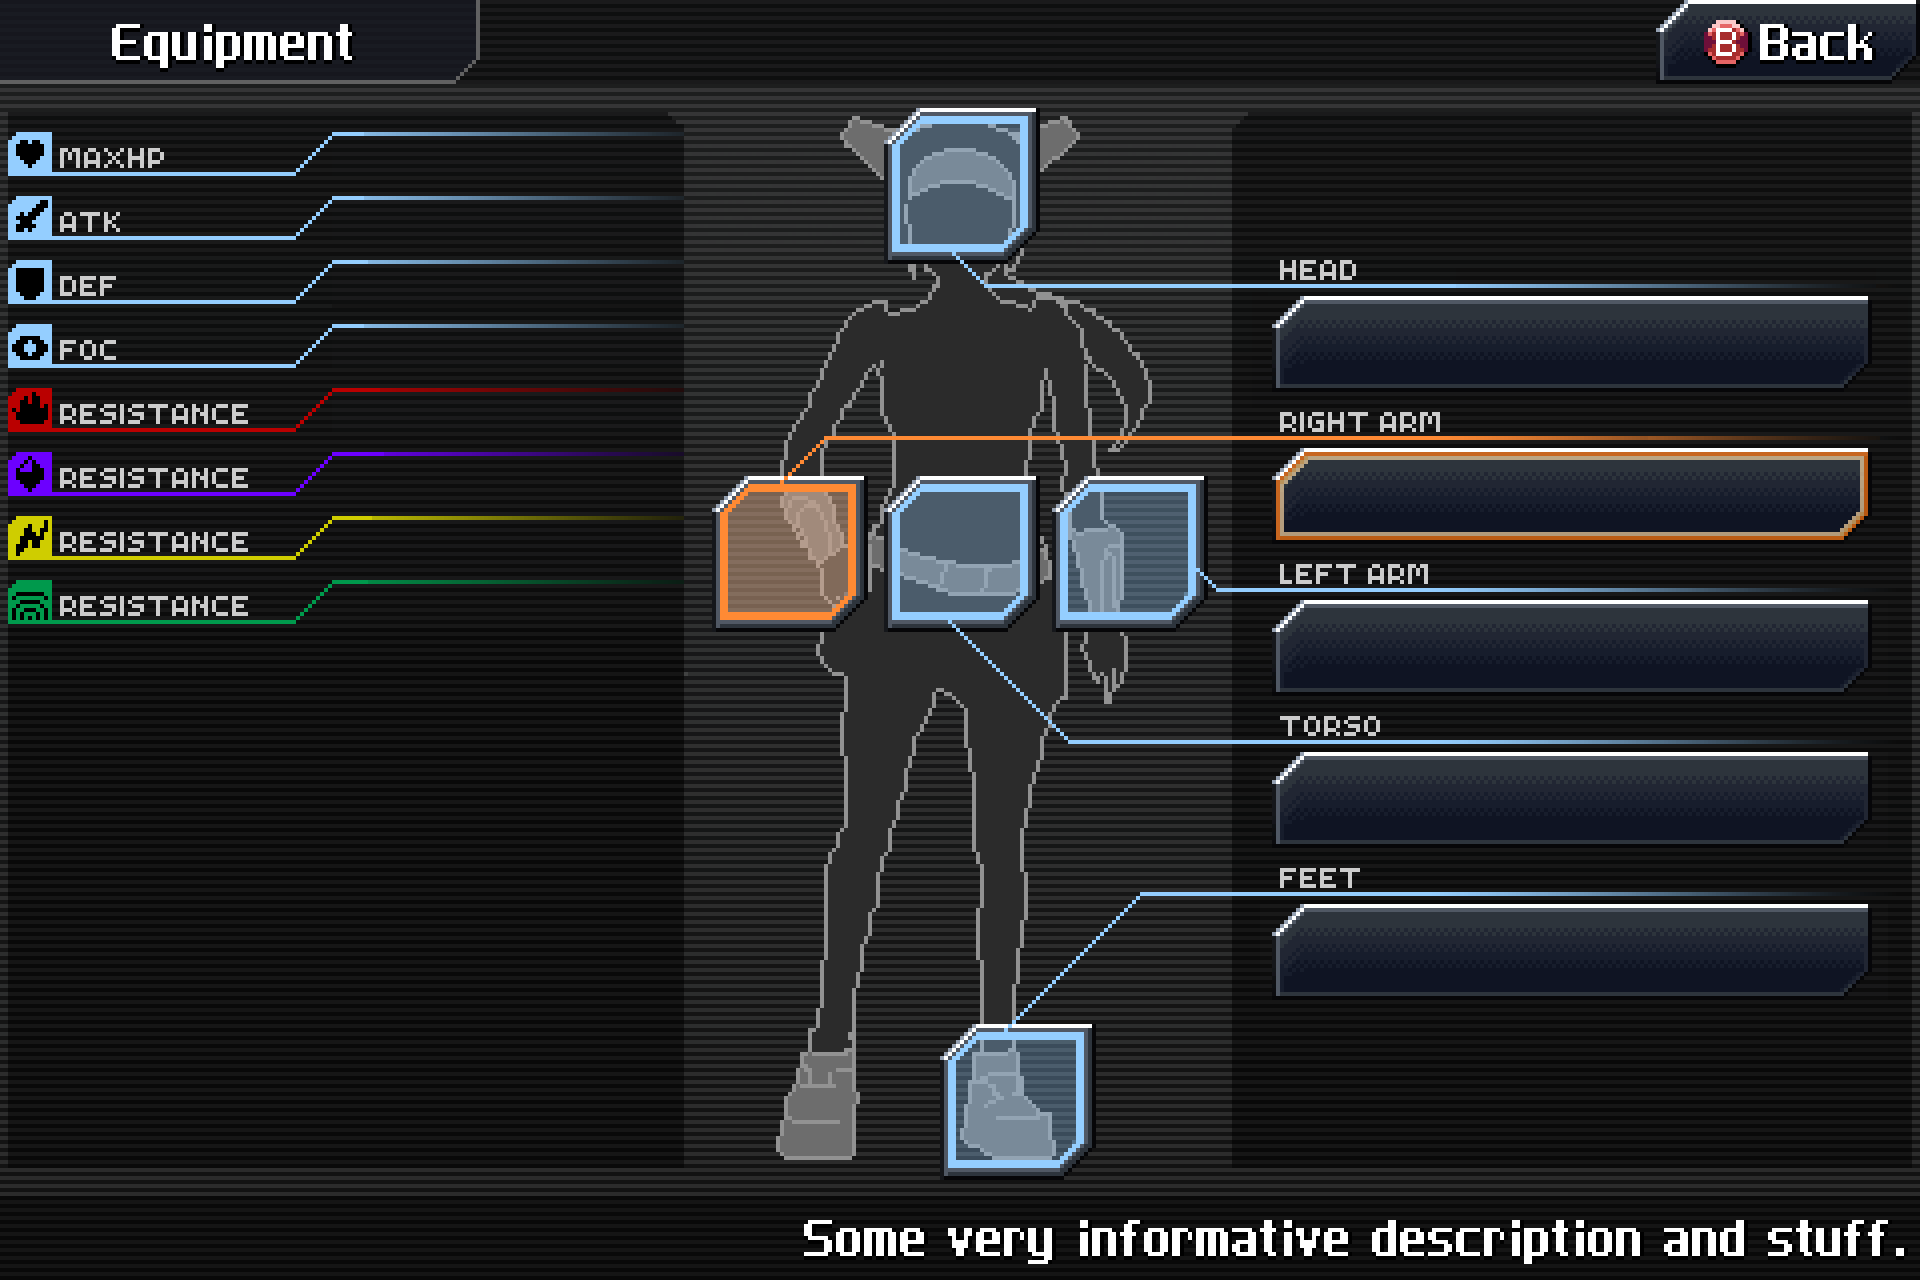 Equipment
B Back
MAXHP
ATK
DEF
FOC
RESISTANCE
RESISTANCE
RESISTANCE
RESISTANCE
HEAD
RIGHT ARM
LEFT ARM
TORSO
FEET
Some very informative description and stuff.